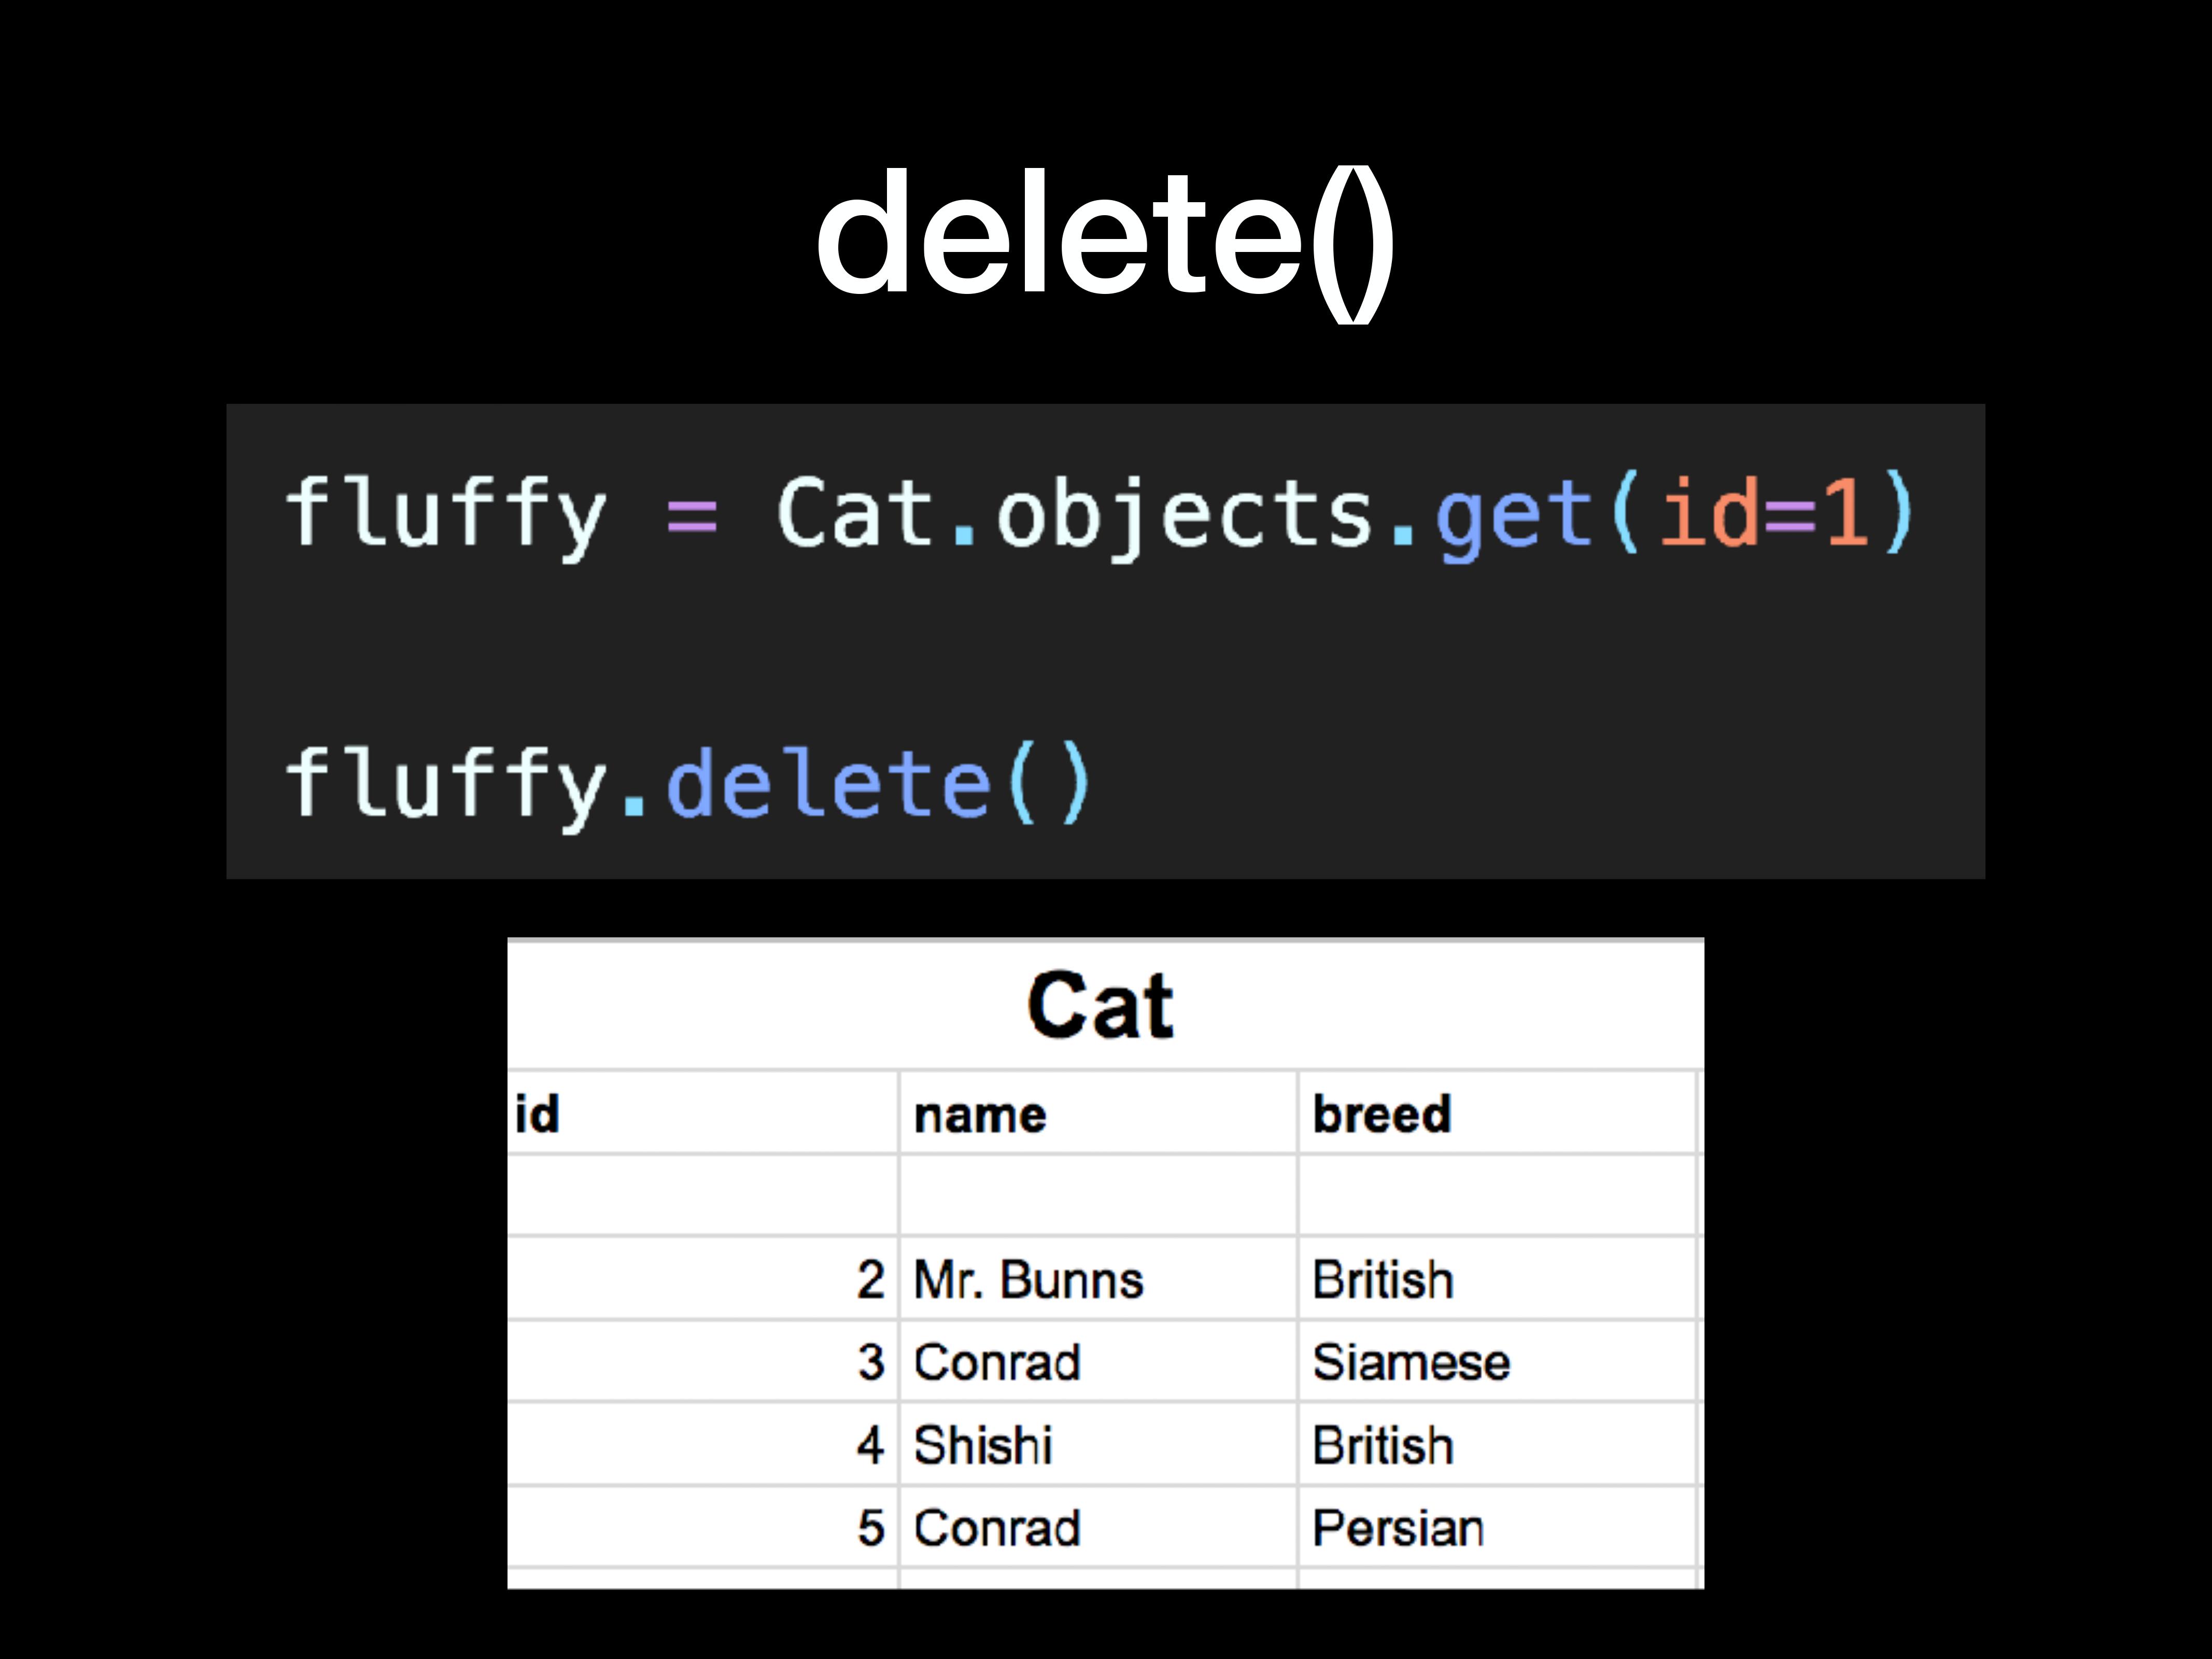 delete()
fluffy = Cat.objects.get(id=1)
fluffy.delete()
Cat
id name breed
2 Mr. Bunns British
3 Conrad Siamese
4 Shishi British
5 Conrad Persian